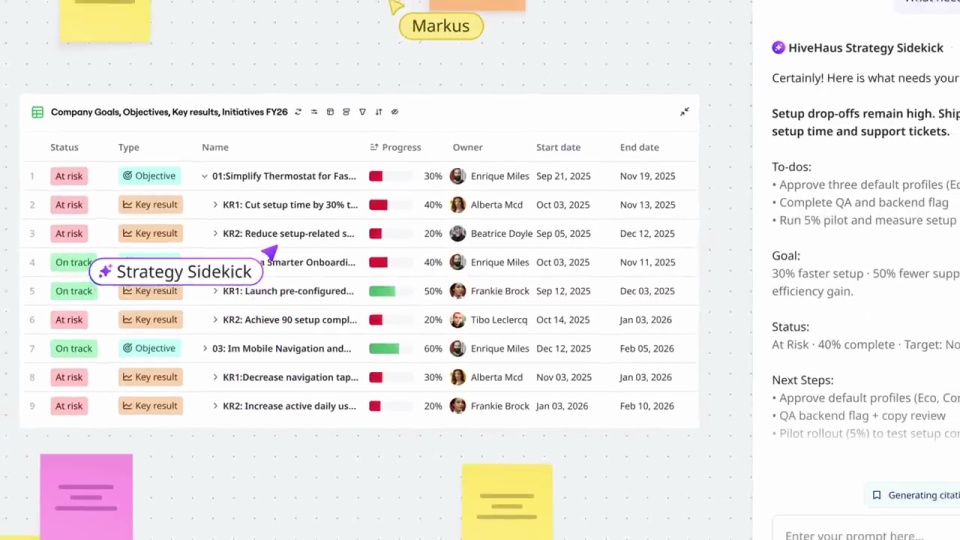 Markus
Company Goals, Objectives, Key results, Initiatives FY26
Status Type Name Progress Owner Start date End date
1 At risk Objective 01:Simplify Thermostat for Fas... 30% Enrique Miles Sep 21, 2025 Nov 19, 2025
2 At risk Key result KR1: Cut setup time by 30% t... 40% Alberta Mcd Oct 03, 2025 Nov 13, 2025
3 At risk Key result KR2: Reduce setup-related s... 20% Beatrice Doyle Sep 05, 2025 Dec 12, 2025
4 On track a Smarter Onboardi... 40% Enrique Miles Oct 03, 2025 Nov 11, 2025
Strategy Sidekick
5 On track Key result KR1: Launch pre-configured... 50% Frankie Brock Sep 12, 2025 Dec 03, 2025
6 At risk Key result KR2: Achieve 90 setup compl... 20% Tibo Leclercq Oct 14, 2025 Jan 03, 2026
7 On track Objective 03: Im Mobile Navigation and... 60% Enrique Miles Dec 12, 2025 Feb 05, 2026
8 At risk Key result KR1:Decrease navigation tap... 30% Alberta Mcd Nov 03, 2025 Jan 03, 2026
9 At risk Key result KR2: Increase active daily us... 20% Frankie Brock Jan 03, 2026 Feb 10, 2026
HiveHaus Strategy Sidekick
Certainly! Here is what needs your
Setup drop-offs remain high. Ship
setup time and support tickets.
To-dos:
• Approve three default profiles (Ec
• Complete QA and backend flag
• Run 5% pilot and measure setup
Goal:
30% faster setup · 50% fewer supp
efficiency gain.
Status:
At Risk · 40% complete · Target: No
Next Steps:
• Approve default profiles (Eco, Co
• QA backend flag + copy review
• Pilot rollout (5%) to test setup co
Generating citati
Enter your prompt here...